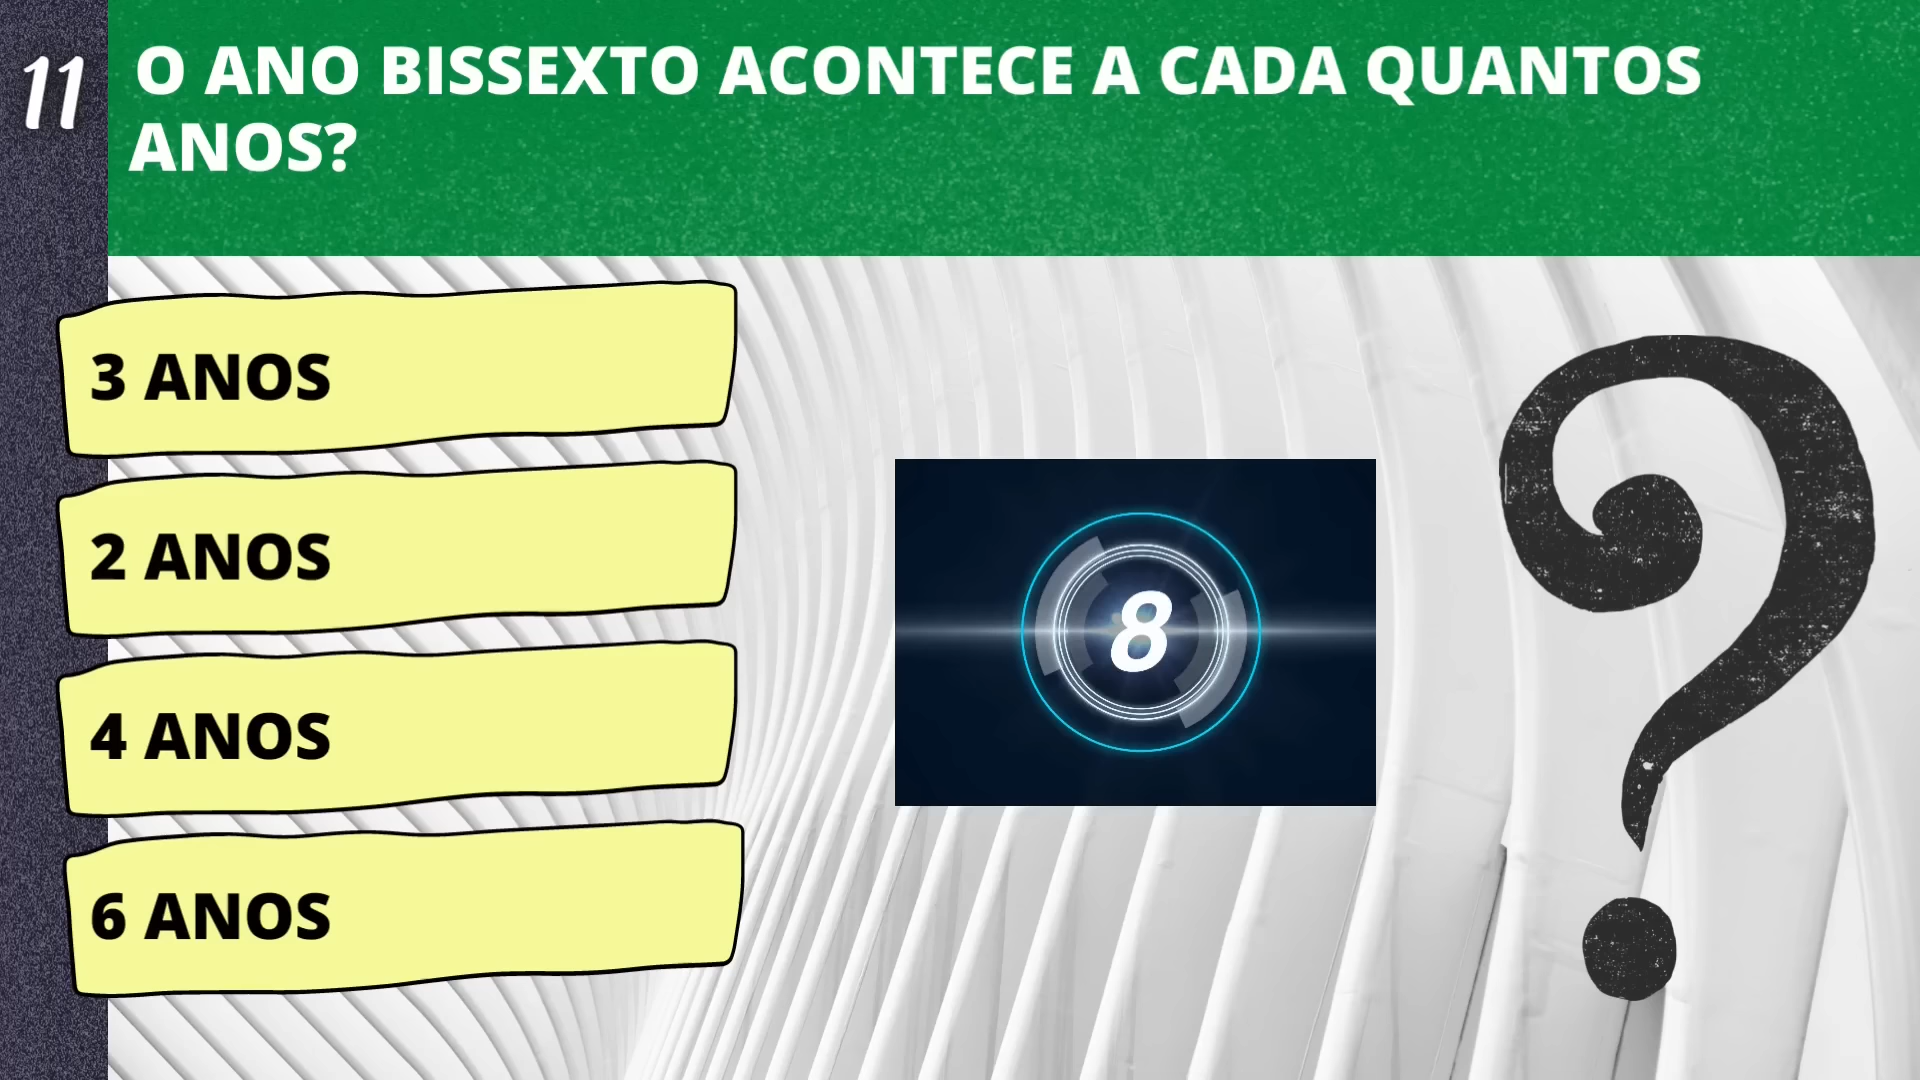 11
O ANO BISSEXTO ACONTECE A CADA QUANTOS
ANOS?
3 ANOS
2 ANOS
4 ANOS
6 ANOS
8
?